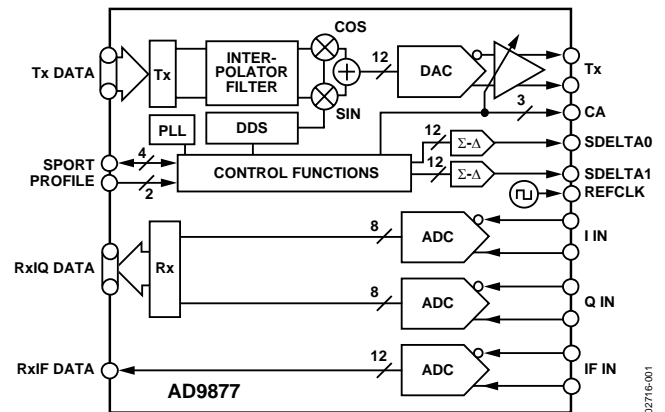 COS
Tx DATA
Tx
INTER-
POLATOR
FILTER
12
DAC
Tx
SIN
3
CA
PLL
DDS
12
Σ-Δ
SDELTA0
SPORT
4
CONTROL FUNCTIONS
12
Σ-Δ
SDELTA1
PROFILE
2
REFCLK
8
ADC
I IN
RxIQ DATA
Rx
8
ADC
Q IN
RxIF DATA
12
ADC
IF IN
AD9877
02716-001